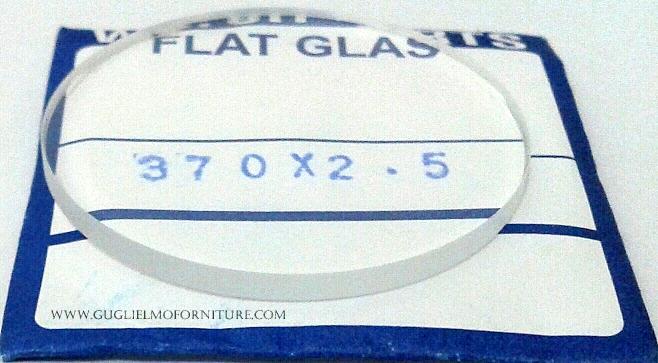 FLAT GLAS
370X2.5
WWW.GUGLIELMOFORNITURE.COM